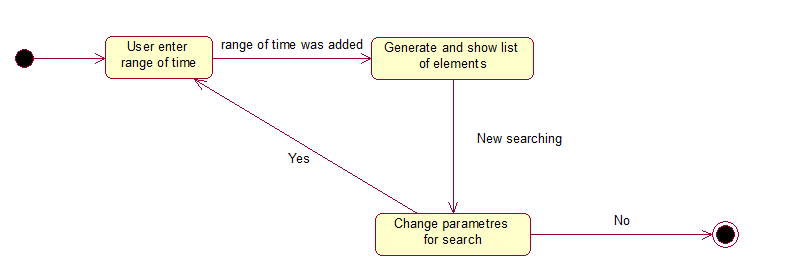 User enter
range of time
range of time was added
Generate and show list
of elements
New searching
Yes
Change parametres
for search
No